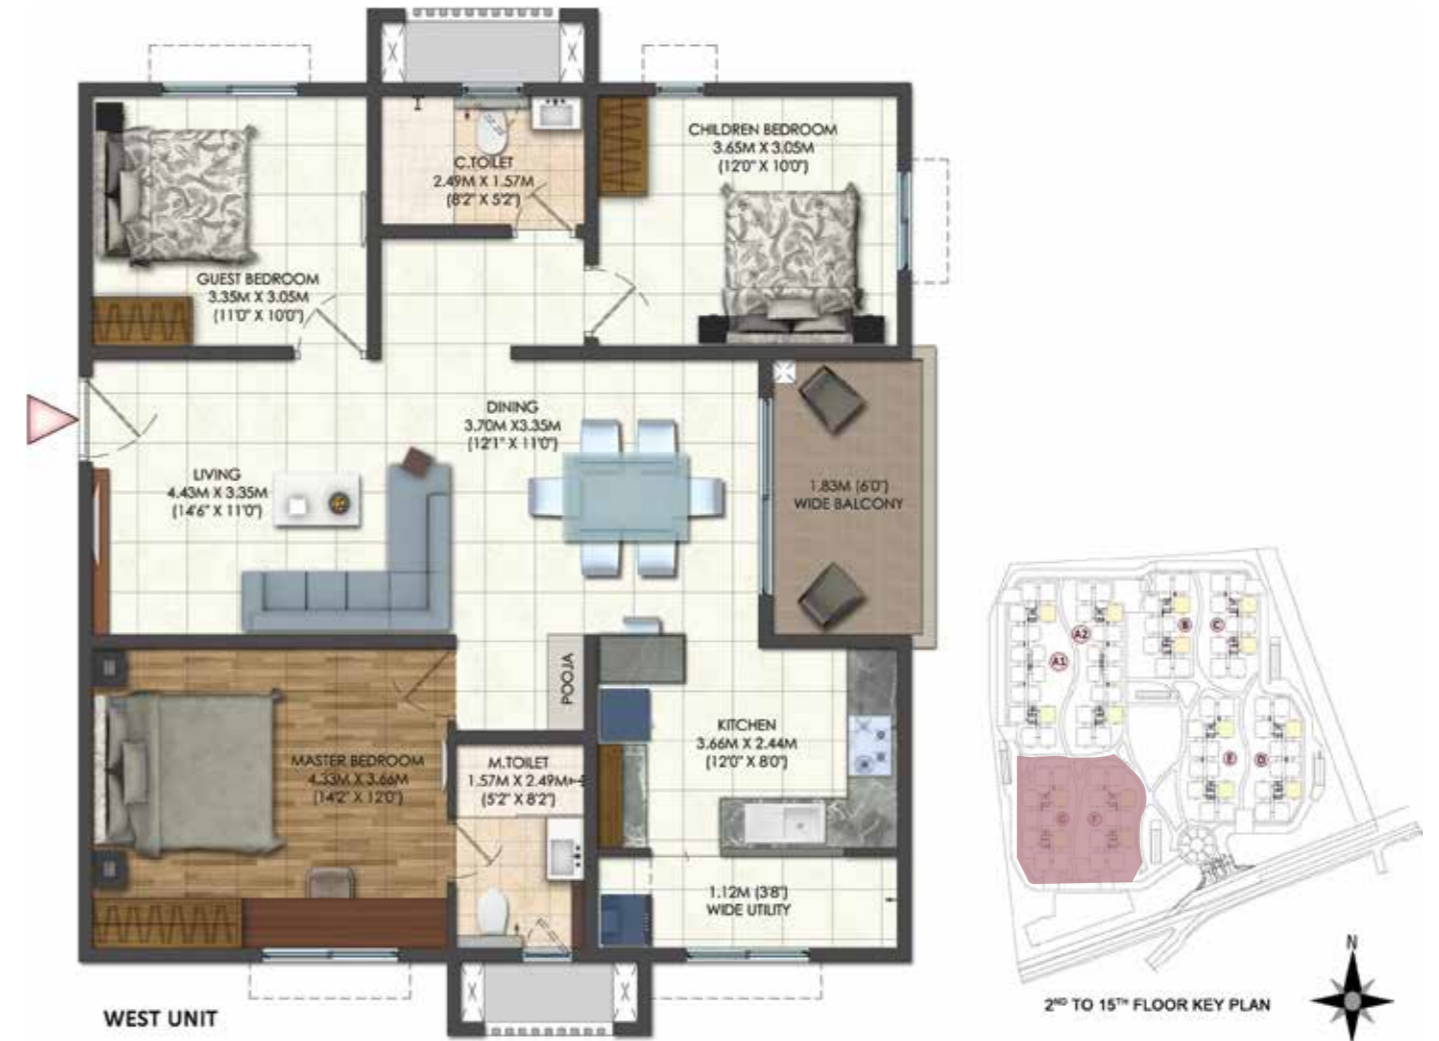 C.TOILET
2.49M X 1.57M
(8'2" X 5'2")
CHILDREN BEDROOM
3.65M X 3.05M
(12'0" X 10'0")
GUEST BEDROOM
3.35M X 3.05M
(11'0" X 10'0")
DINING
3.70M X3.35M
(12'1" X 11'0")
LIVING
4.43M X 3.35M
(14'6" X 11'0")
1.83M (6'0")
WIDE BALCONY
POOJA
KITCHEN
3.66M X 2.44M
(12'0" X 8'0")
MASTER BEDROOM
4.33M X 3.66M
(14'2" X 12'0")
M.TOILET
1.57M X 2.49M
(5'2" X 8'2")
1.12M (3'8")
WIDE UTILITY
WEST UNIT
A1
A2
B
C
E
D
G
F
N
2ND TO 15TH FLOOR KEY PLAN